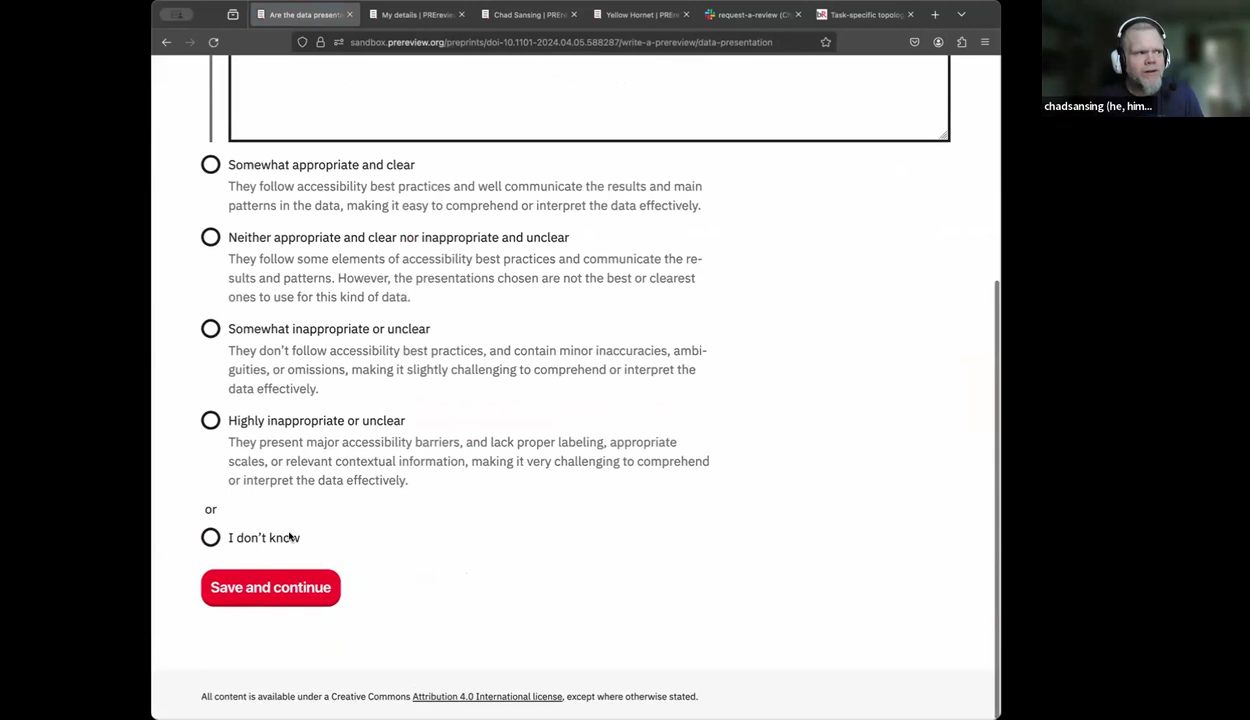 Are the data present
My details | PREreview
Chad Sansing | PREr
Yellow Hornet | PREre
request-a-review (C
Task-specific topolog
sandbox.prereview.org/preprints/doi-10.1101-2024.04.05.588287/write-a-prereview/data-presentation
chadsansing (he, him...
Somewhat appropriate and clear
They follow accessibility best practices and well communicate the results and main
patterns in the data, making it easy to comprehend or interpret the data effectively.
Neither appropriate and clear nor inappropriate and unclear
They follow some elements of accessibility best practices and communicate the re-
sults and patterns. However, the presentations chosen are not the best or clearest
ones to use for this kind of data.
Somewhat inappropriate or unclear
They don't follow accessibility best practices, and contain minor inaccuracies, ambi-
guities, or omissions, making it slightly challenging to comprehend or interpret the
data effectively.
Highly inappropriate or unclear
They present major accessibility barriers, and lack proper labeling, appropriate
scales, or relevant contextual information, making it very challenging to comprehend
or interpret the data effectively.
or
I don't know
Save and continue
All content is available under a Creative Commons Attribution 4.0 International license, except where otherwise stated.